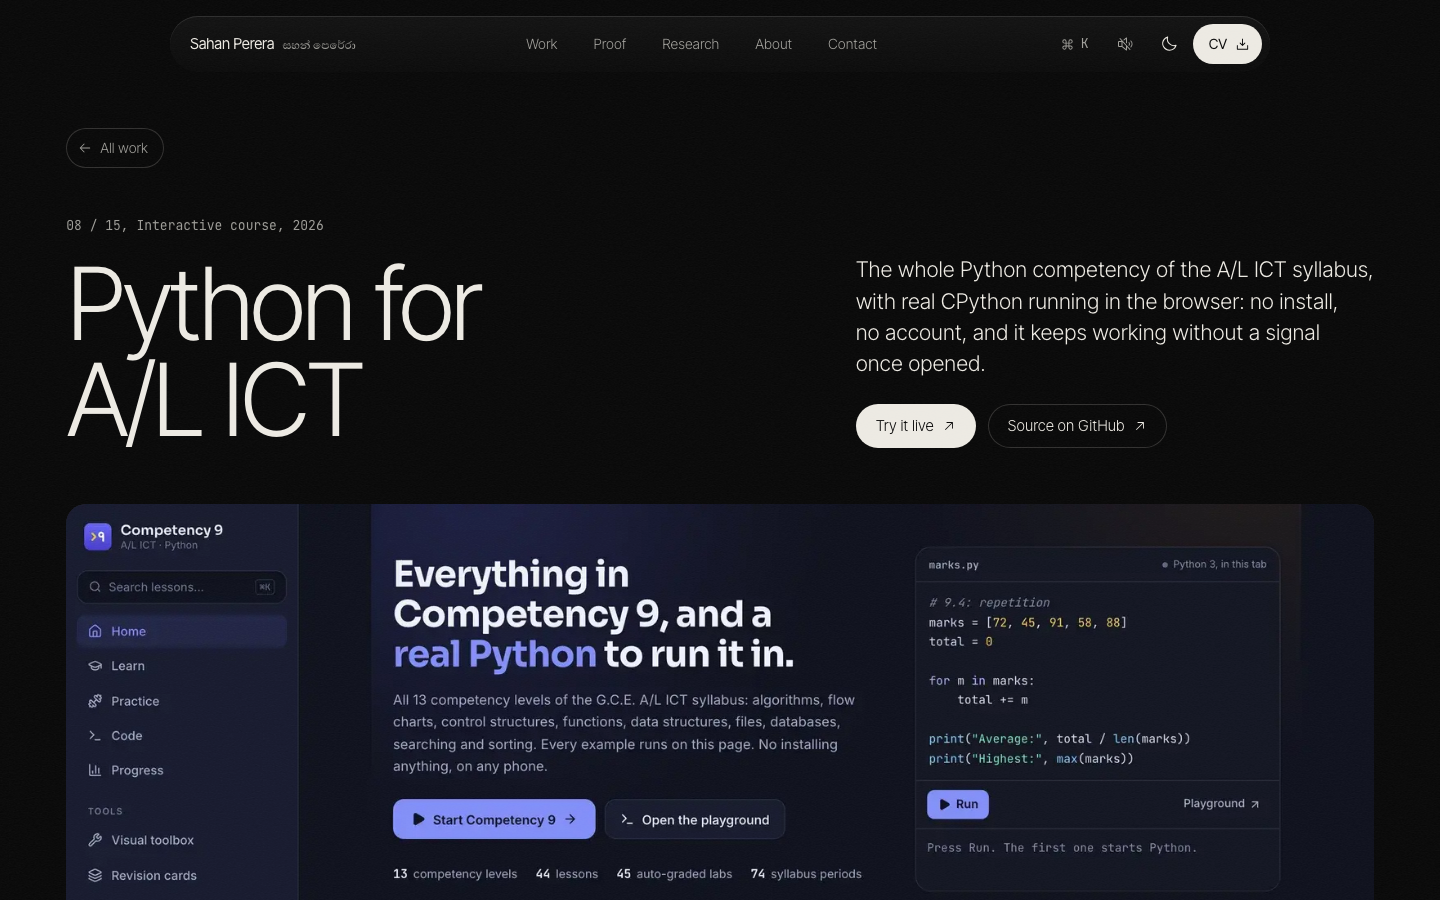 Sahan Perera සහන් පෙරේරා
Work
Proof
Research
About
Contact
⌘ K
CV
← All work
08 / 15, Interactive course, 2026
Python for
A/L ICT
The whole Python competency of the A/L ICT syllabus,
with real CPython running in the browser: no install,
no account, and it keeps working without a signal
once opened.
Try it live ↗
Source on GitHub ↗
Competency 9
A/L ICT · Python
Search lessons... ⌘K
Home
Learn
Practice
Code
Progress
TOOLS
Visual toolbox
Revision cards
Everything in
Competency 9, and a
real Python to run it in.
All 13 competency levels of the G.C.E. A/L ICT syllabus: algorithms, flow
charts, control structures, functions, data structures, files, databases,
searching and sorting. Every example runs on this page. No installing
anything, on any phone.
Start Competency 9 →
Open the playground
13 competency levels
44 lessons
45 auto-graded labs
74 syllabus periods
marks.py
Python 3, in this tab
# 9.4: repetition
marks = [72, 45, 91, 58, 88]
total = 0
for m in marks:
    total += m
print("Average:", total / len(marks))
print("Highest:", max(marks))
Run
Playground ↗
Press Run. The first one starts Python.